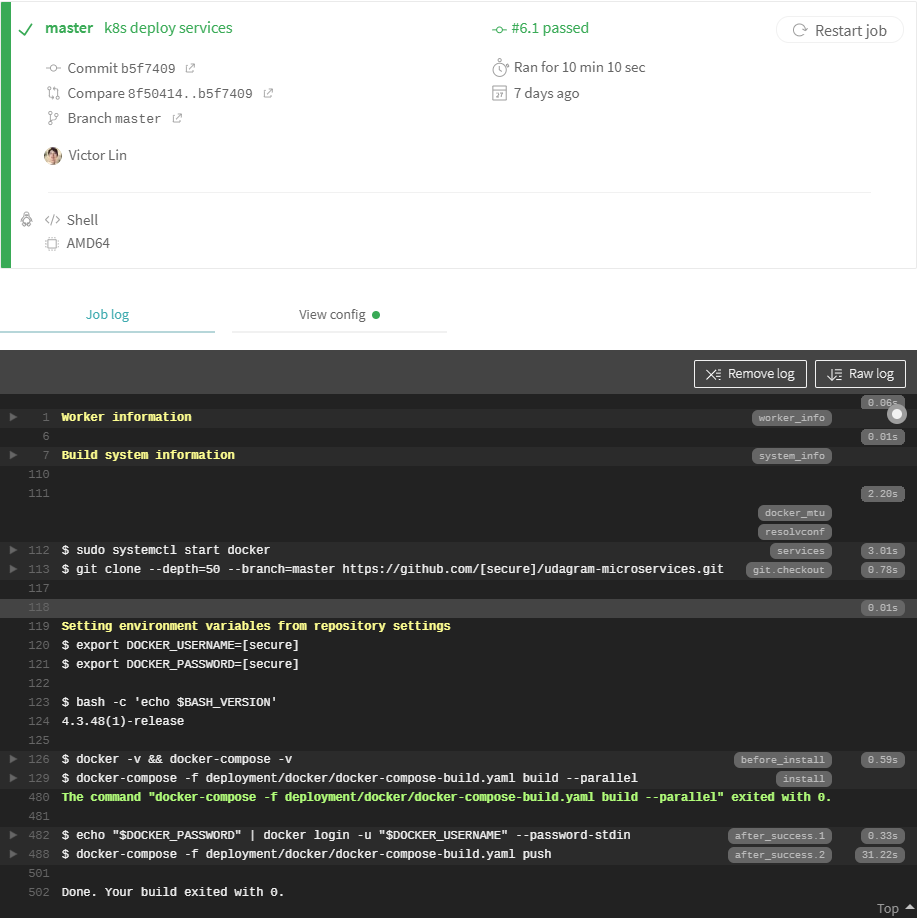 master k8s deploy services
#6.1 passed
Restart job
Commit b5f7409
Compare 8f50414..b5f7409
Branch master
Ran for 10 min 10 sec
27
7 days ago
Victor Lin
</> Shell
AMD64
Job log
View config
Remove log
Raw log
0.06s
1 Worker information worker_info
6 0.01s
7 Build system information system_info
110
111 2.20s
docker_mtu
resolvconf
112 $ sudo systemctl start docker services 3.01s
113 $ git clone --depth=50 --branch=master https://github.com/[secure]/udagram-microservices.git git.checkout 0.78s
117
118 0.01s
119 Setting environment variables from repository settings
120 $ export DOCKER_USERNAME=[secure]
121 $ export DOCKER_PASSWORD=[secure]
122
123 $ bash -c 'echo $BASH_VERSION'
124 4.3.48(1)-release
125
126 $ docker -v && docker-compose -v before_install 0.59s
129 $ docker-compose -f deployment/docker/docker-compose-build.yaml build --parallel install
480 The command "docker-compose -f deployment/docker/docker-compose-build.yaml build --parallel" exited with 0.
481
482 $ echo "$DOCKER_PASSWORD" | docker login -u "$DOCKER_USERNAME" --password-stdin after_success.1 0.33s
488 $ docker-compose -f deployment/docker/docker-compose-build.yaml push after_success.2 31.22s
501
502 Done. Your build exited with 0.
Top